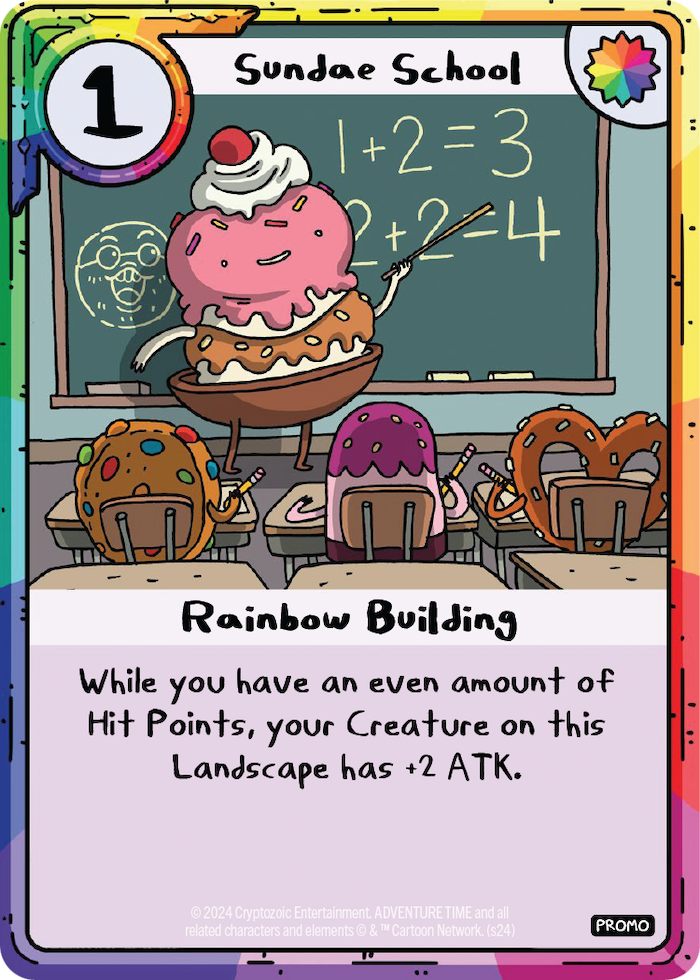 1
Sundae School
1+2=3
2+2=4
Rainbow Building
While you have an even amount of
Hit Points, your Creature on this
Landscape has +2 ATK.
© 2024 Cryptozoic Entertainment. ADVENTURE TIME and all
related characters and elements © & ™ Cartoon Network. (s24)
PROMO